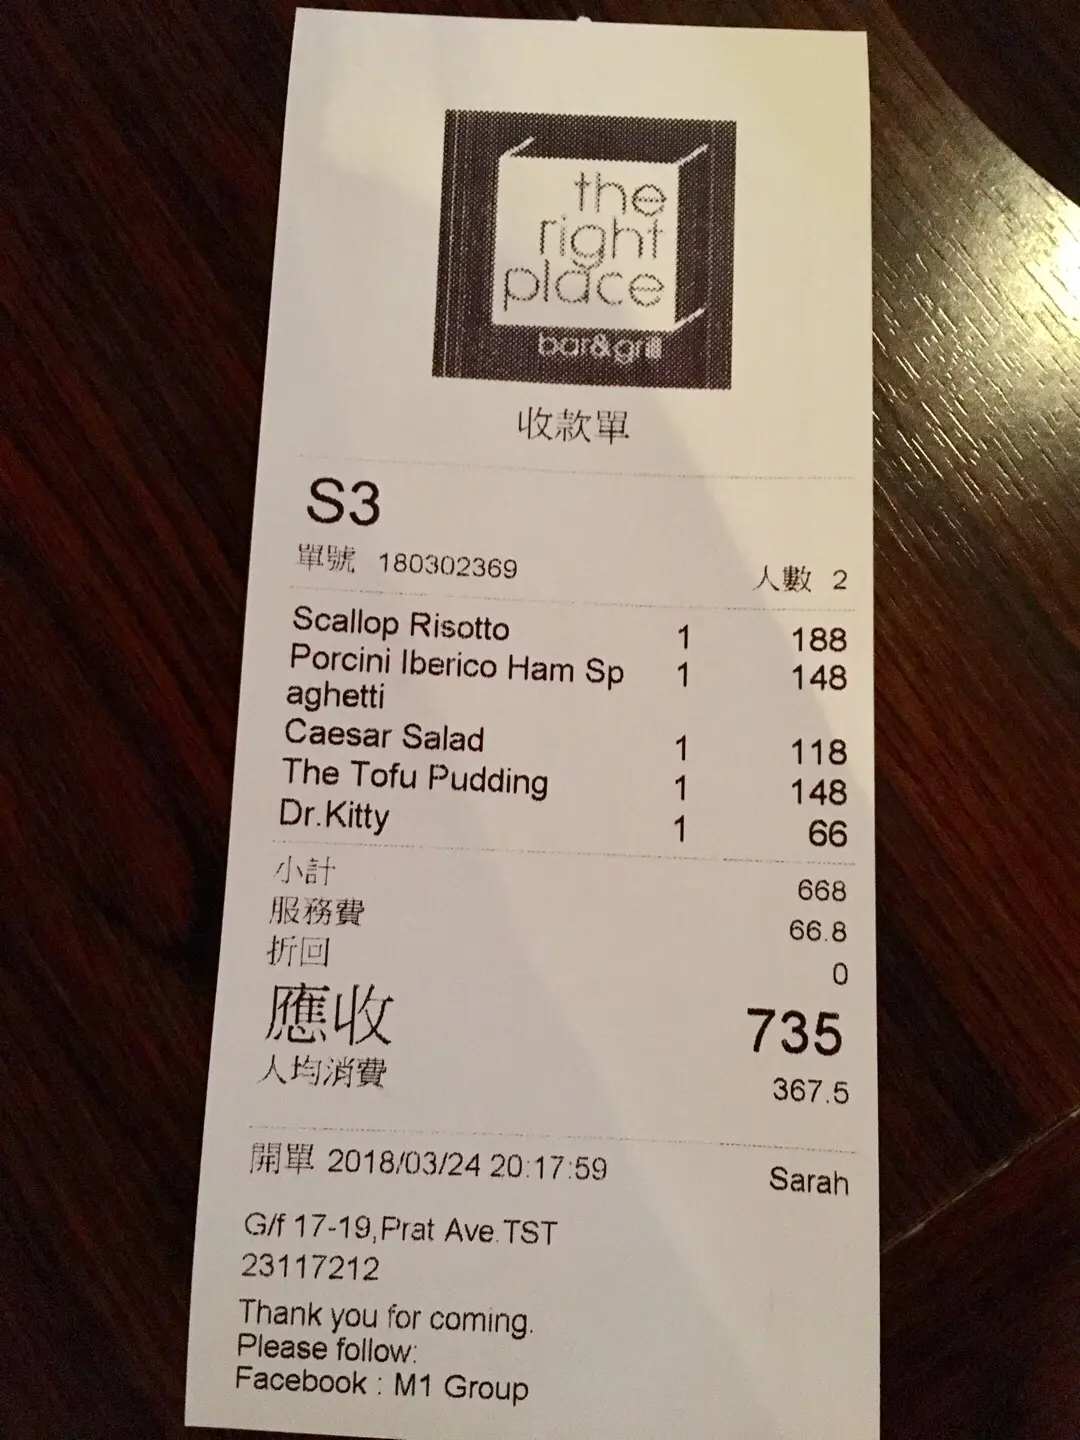 the
right
place
bar&grill
收款單
S3
單號 180302369 人數 2
Scallop Risotto 1 188
Porcini Iberico Ham Sp 1 148
aghetti
Caesar Salad 1 118
The Tofu Pudding 1 148
Dr.Kitty 1 66
小計 668
服務費 66.8
折回 0
應收 735
人均消費 367.5
開單 2018/03/24 20:17:59 Sarah
G/f 17-19,Prat Ave.TST
23117212
Thank you for coming.
Please follow:
Facebook : M1 Group